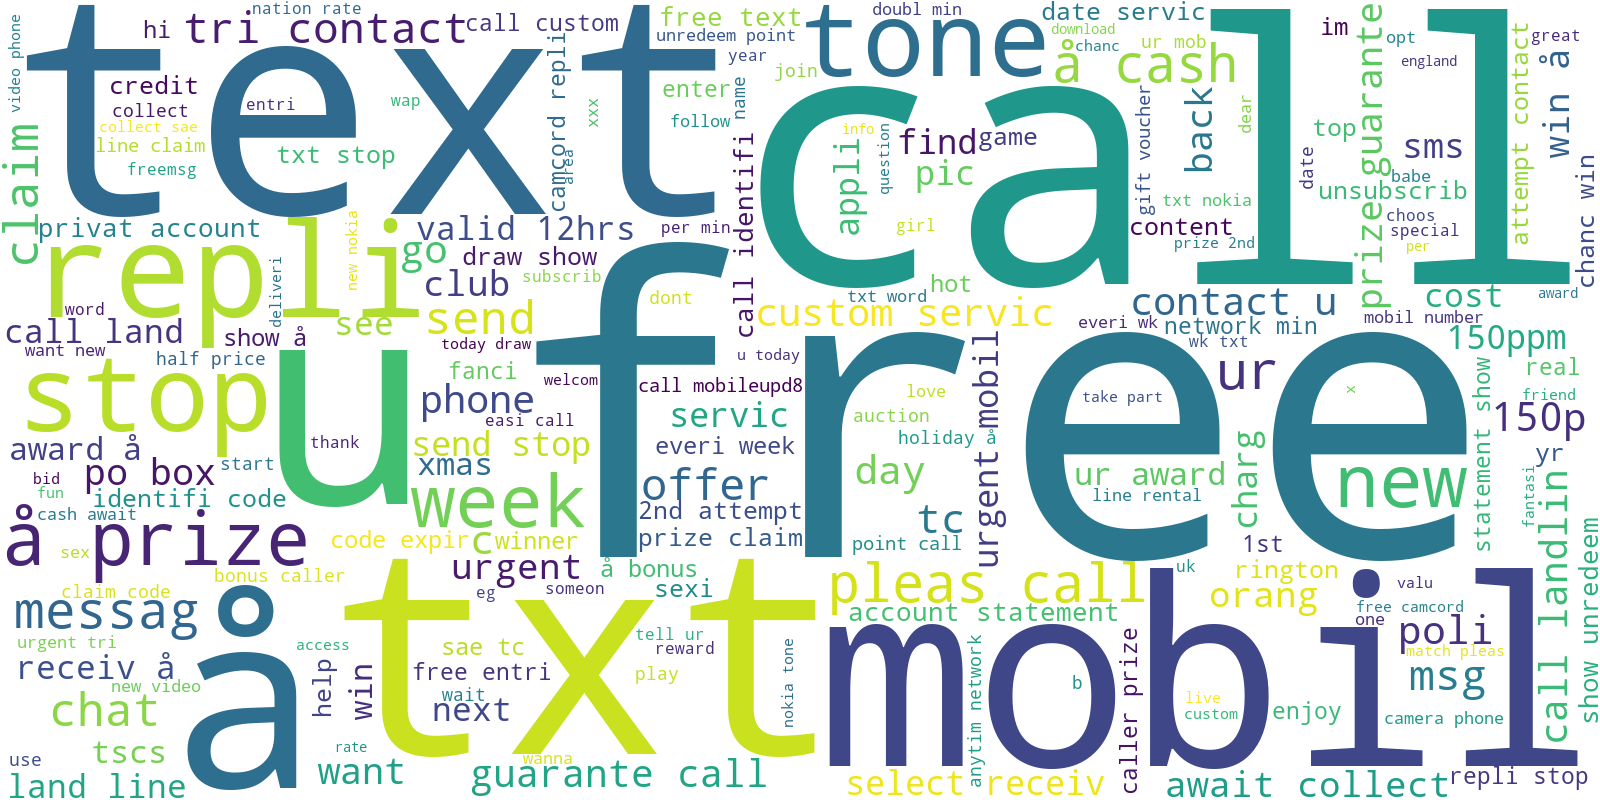 nation rate
doubl min
date servic
hi
tri contact
call custom
free text
tone
download
text
unredeem point
chanc
ur mob
im
opt
great
video phone
year
å cash
england
credit
camcord repli
join
prize guarante
attempt contact
win å
collect
entri
wap
xxx
enter
name
call
back
gift voucher
dear
top
sms
collect sae
follow
info
find
game
line claim
txt stop
area
call identifi
appli
question
pic
date
babe
claim
freemsg
unsubscrib
txt nokia
choos
special
privat account
new nokia
valid 12hrs
per min
girl
content
prize 2nd
per
chanc win
repli
go
draw show
subscrib
hot
deliveri
club
dont
txt word
contact u
cost
award
word
send
custom servic
everi wk
network min
mobil number
call land
show å
see
today draw
u today
wk txt
150ppm
want new
half price
free
fanci
welcom
call mobileupd8
love
mobil
ur
take part
x
real
stop
u
phone
easi call
servic
auction
holiday å
statement show
friend
150p
award å
thank
send stop
everi week
po box
start
xmas
offer
day
ur award
charg
new
yr
bid
fun
identifi code
week
2nd attempt
urgent
line rental
fantasi
cash await
å prize
code expir
c
winner
prize claim
tc
point call
1st
call landlin
show unredeem
sex
bonus caller
urgent
å bonus
uk
rington
claim code
eg
someon
sexi
pleas call
orang
valu
messag
å
txt
account statement
free camcord
one
urgent tri
access
sae tc
tell ur
reward
mobil
poli
match pleas
receiv å
help
win
free entri
nokia tone
play
anytim network
b
caller prize
msg
new video
wait
live
chat
next
custom
enjoy
camera phone
tscs
rate
wanna
use
land line
want
guarante call
select receiv
await collect
repli stop